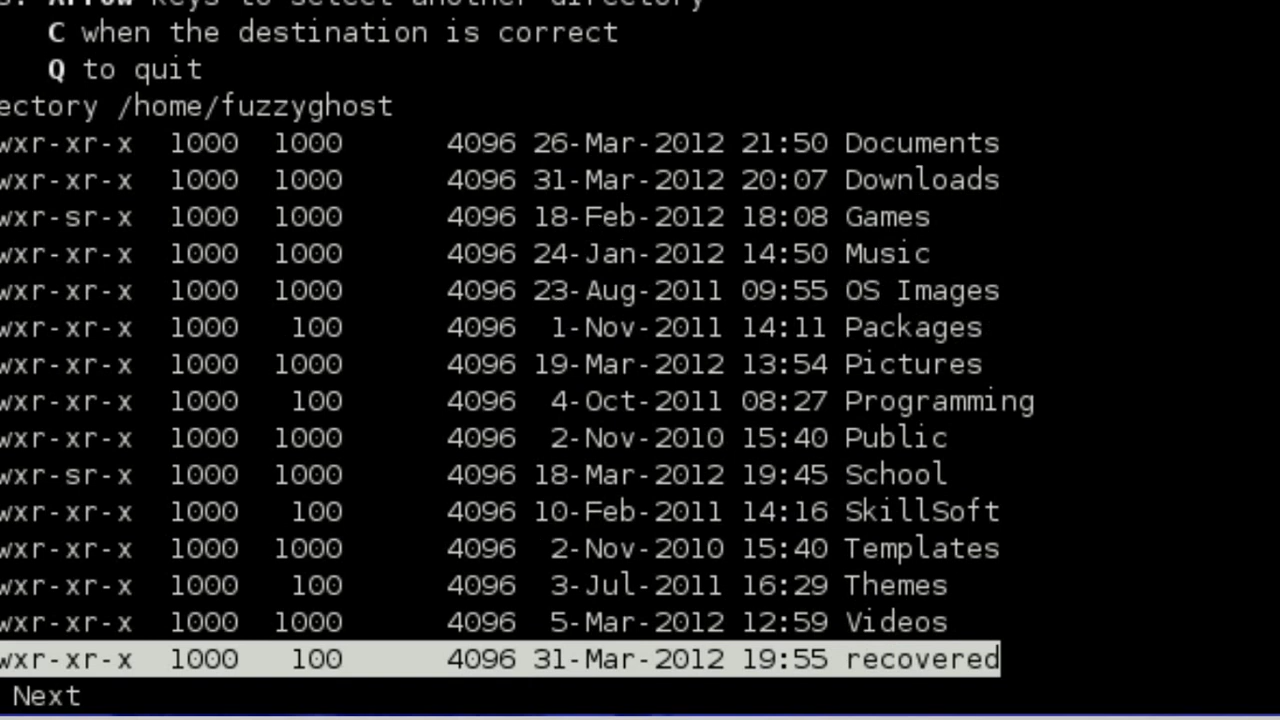 Arrow keys to select another directory
C when the destination is correct
Q to quit
ectory /home/fuzzyghost
wxr-xr-x 1000 1000 4096 26-Mar-2012 21:50 Documents
wxr-xr-x 1000 1000 4096 31-Mar-2012 20:07 Downloads
wxr-sr-x 1000 1000 4096 18-Feb-2012 18:08 Games
wxr-xr-x 1000 1000 4096 24-Jan-2012 14:50 Music
wxr-xr-x 1000 1000 4096 23-Aug-2011 09:55 OS Images
wxr-xr-x 1000 100 4096 1-Nov-2011 14:11 Packages
wxr-xr-x 1000 1000 4096 19-Mar-2012 13:54 Pictures
wxr-xr-x 1000 100 4096 4-Oct-2011 08:27 Programming
wxr-xr-x 1000 1000 4096 2-Nov-2010 15:40 Public
wxr-sr-x 1000 1000 4096 18-Mar-2012 19:45 School
wxr-xr-x 1000 100 4096 10-Feb-2011 14:16 SkillSoft
wxr-xr-x 1000 1000 4096 2-Nov-2010 15:40 Templates
wxr-xr-x 1000 100 4096 3-Jul-2011 16:29 Themes
wxr-xr-x 1000 1000 4096 5-Mar-2012 12:59 Videos
wxr-xr-x 1000 100 4096 31-Mar-2012 19:55 recovered
Next